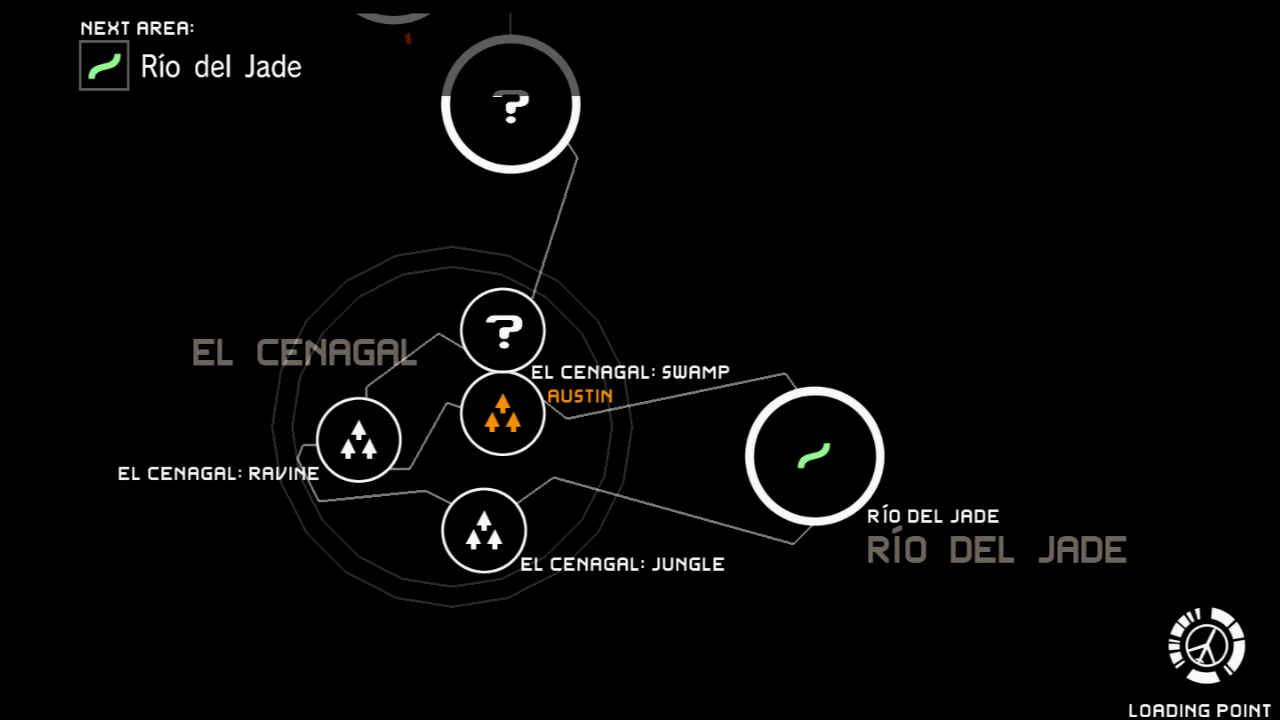 NEXT AREA:
Río del Jade
?
?
EL CENAGAL
EL CENAGAL: SWAMP
AUSTIN
EL CENAGAL: RAVINE
RÍO DEL JADE
RÍO DEL JADE
EL CENAGAL: JUNGLE
LOADING POINT